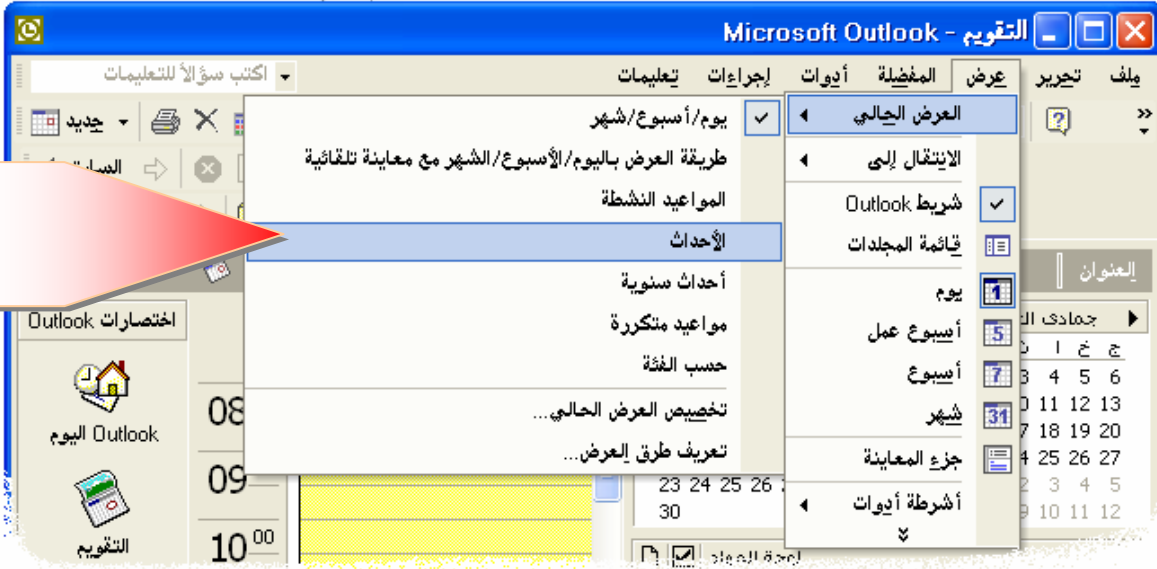 التقويم - Microsoft Outlook
ملف تحرير عرض المفضلة أدوات إجراءات تعليمات
اكتب سؤالاً للتعليمات
جديد
العرض الحالي
الانتقال إلى
شريط Outlook
قائمة المجلدات
يوم
أسبوع عمل
أسبوع
شهر
جزء المعاينة
أشرطة أدوات
يوم/أسبوع/شهر
طريقة العرض باليوم/الأسبوع/الشهر مع معاينة تلقائية
المواعيد النشطة
الأحداث
أحداث سنوية
مواعيد متكررة
حسب الفئة
تخصيص العرض الحالي...
تعريف طرق العرض...
العنوان
جمادى
ج خ ا
3 4 5 6
11 12 13
18 19 20
25 26 27
2 3 4 5
10 11 12
23 24 25 26
30
اختصارات Outlook
Outlook اليوم
التقويم
08
09
10 00